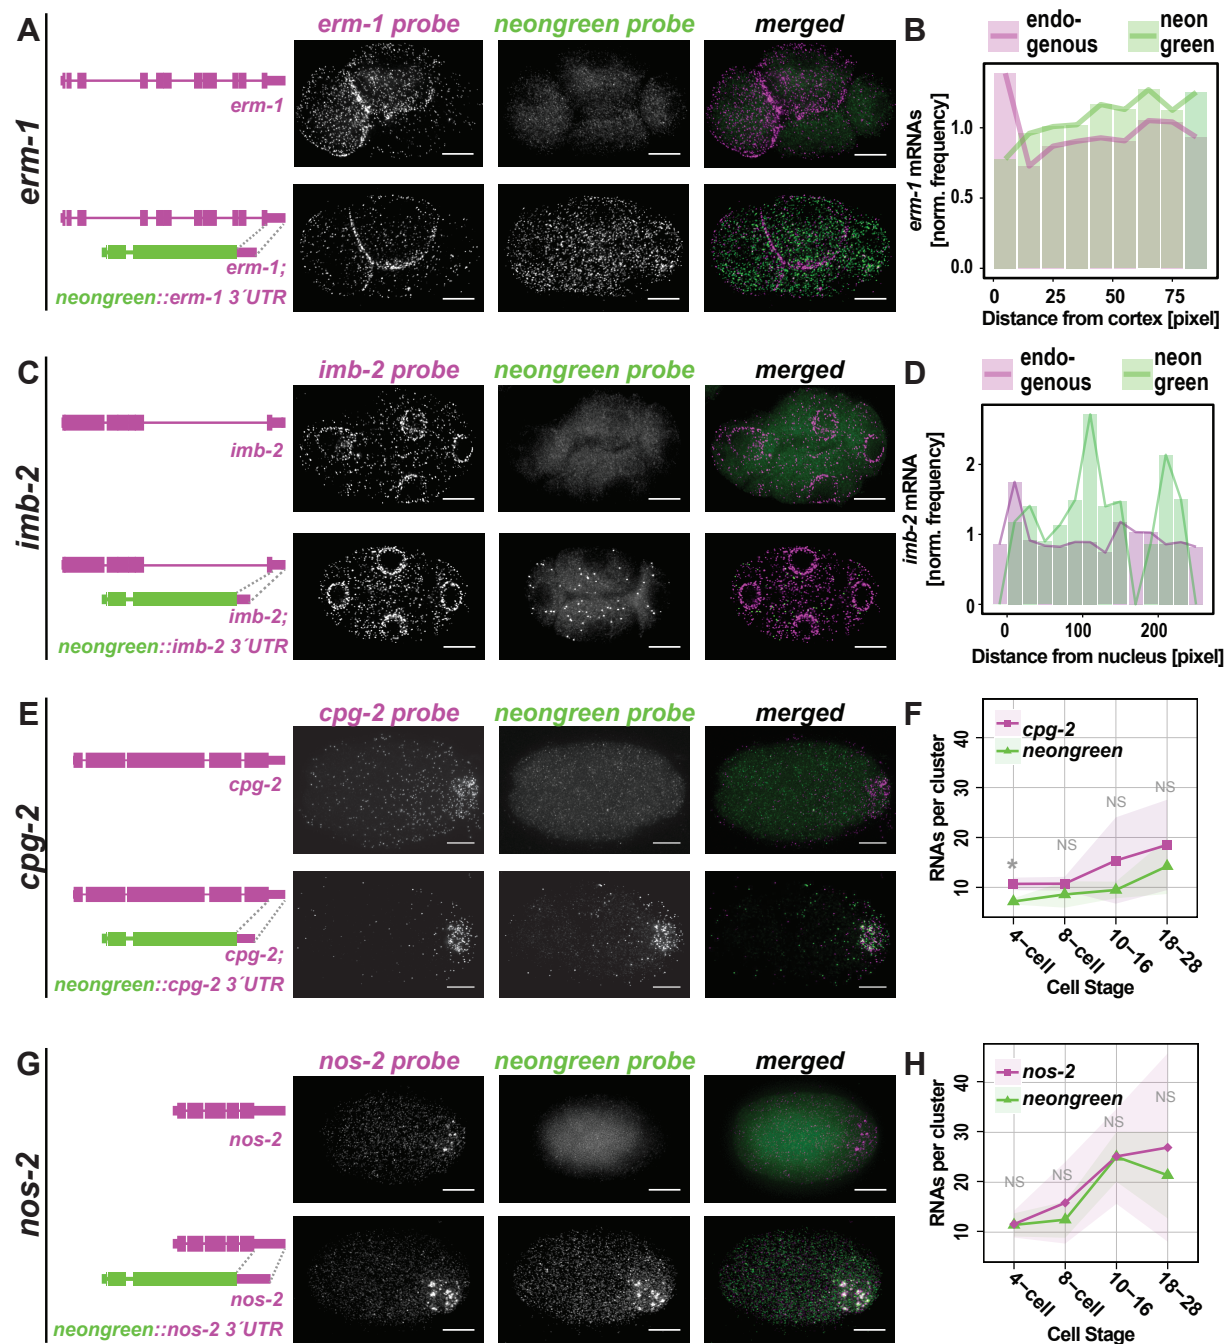 A
erm-1 probe
neongreen probe
merged
erm-1
erm-1
erm-1;
neongreen::erm-1 3´UTR
B
endo-
genous
neon
green
erm-1 mRNAs
[norm. frequency]
1.0
0.5
0.0
0
25
50
75
Distance from cortex [pixel]
C
imb-2 probe
neongreen probe
merged
imb-2
imb-2
imb-2;
neongreen::imb-2 3´UTR
D
endo-
genous
neon
green
imb-2 mRNA
[norm. frequency]
2
1
0
0
100
200
Distance from nucleus [pixel]
E
cpg-2 probe
neongreen probe
merged
cpg-2
cpg-2
cpg-2;
neongreen::cpg-2 3´UTR
F
cpg-2
neongreen
RNAs per cluster
40
30
20
10
*
NS
NS
NS
4−cell
8−cell
10−16
18−28
Cell Stage
G
nos-2 probe
neongreen probe
merged
nos-2
nos-2
nos-2
neongreen::nos-2 3´UTR
H
nos-2
neongreen
RNAs per cluster
40
30
20
10
NS
NS
NS
NS
4−cell
8−cell
10−16
18−28
Cell Stage